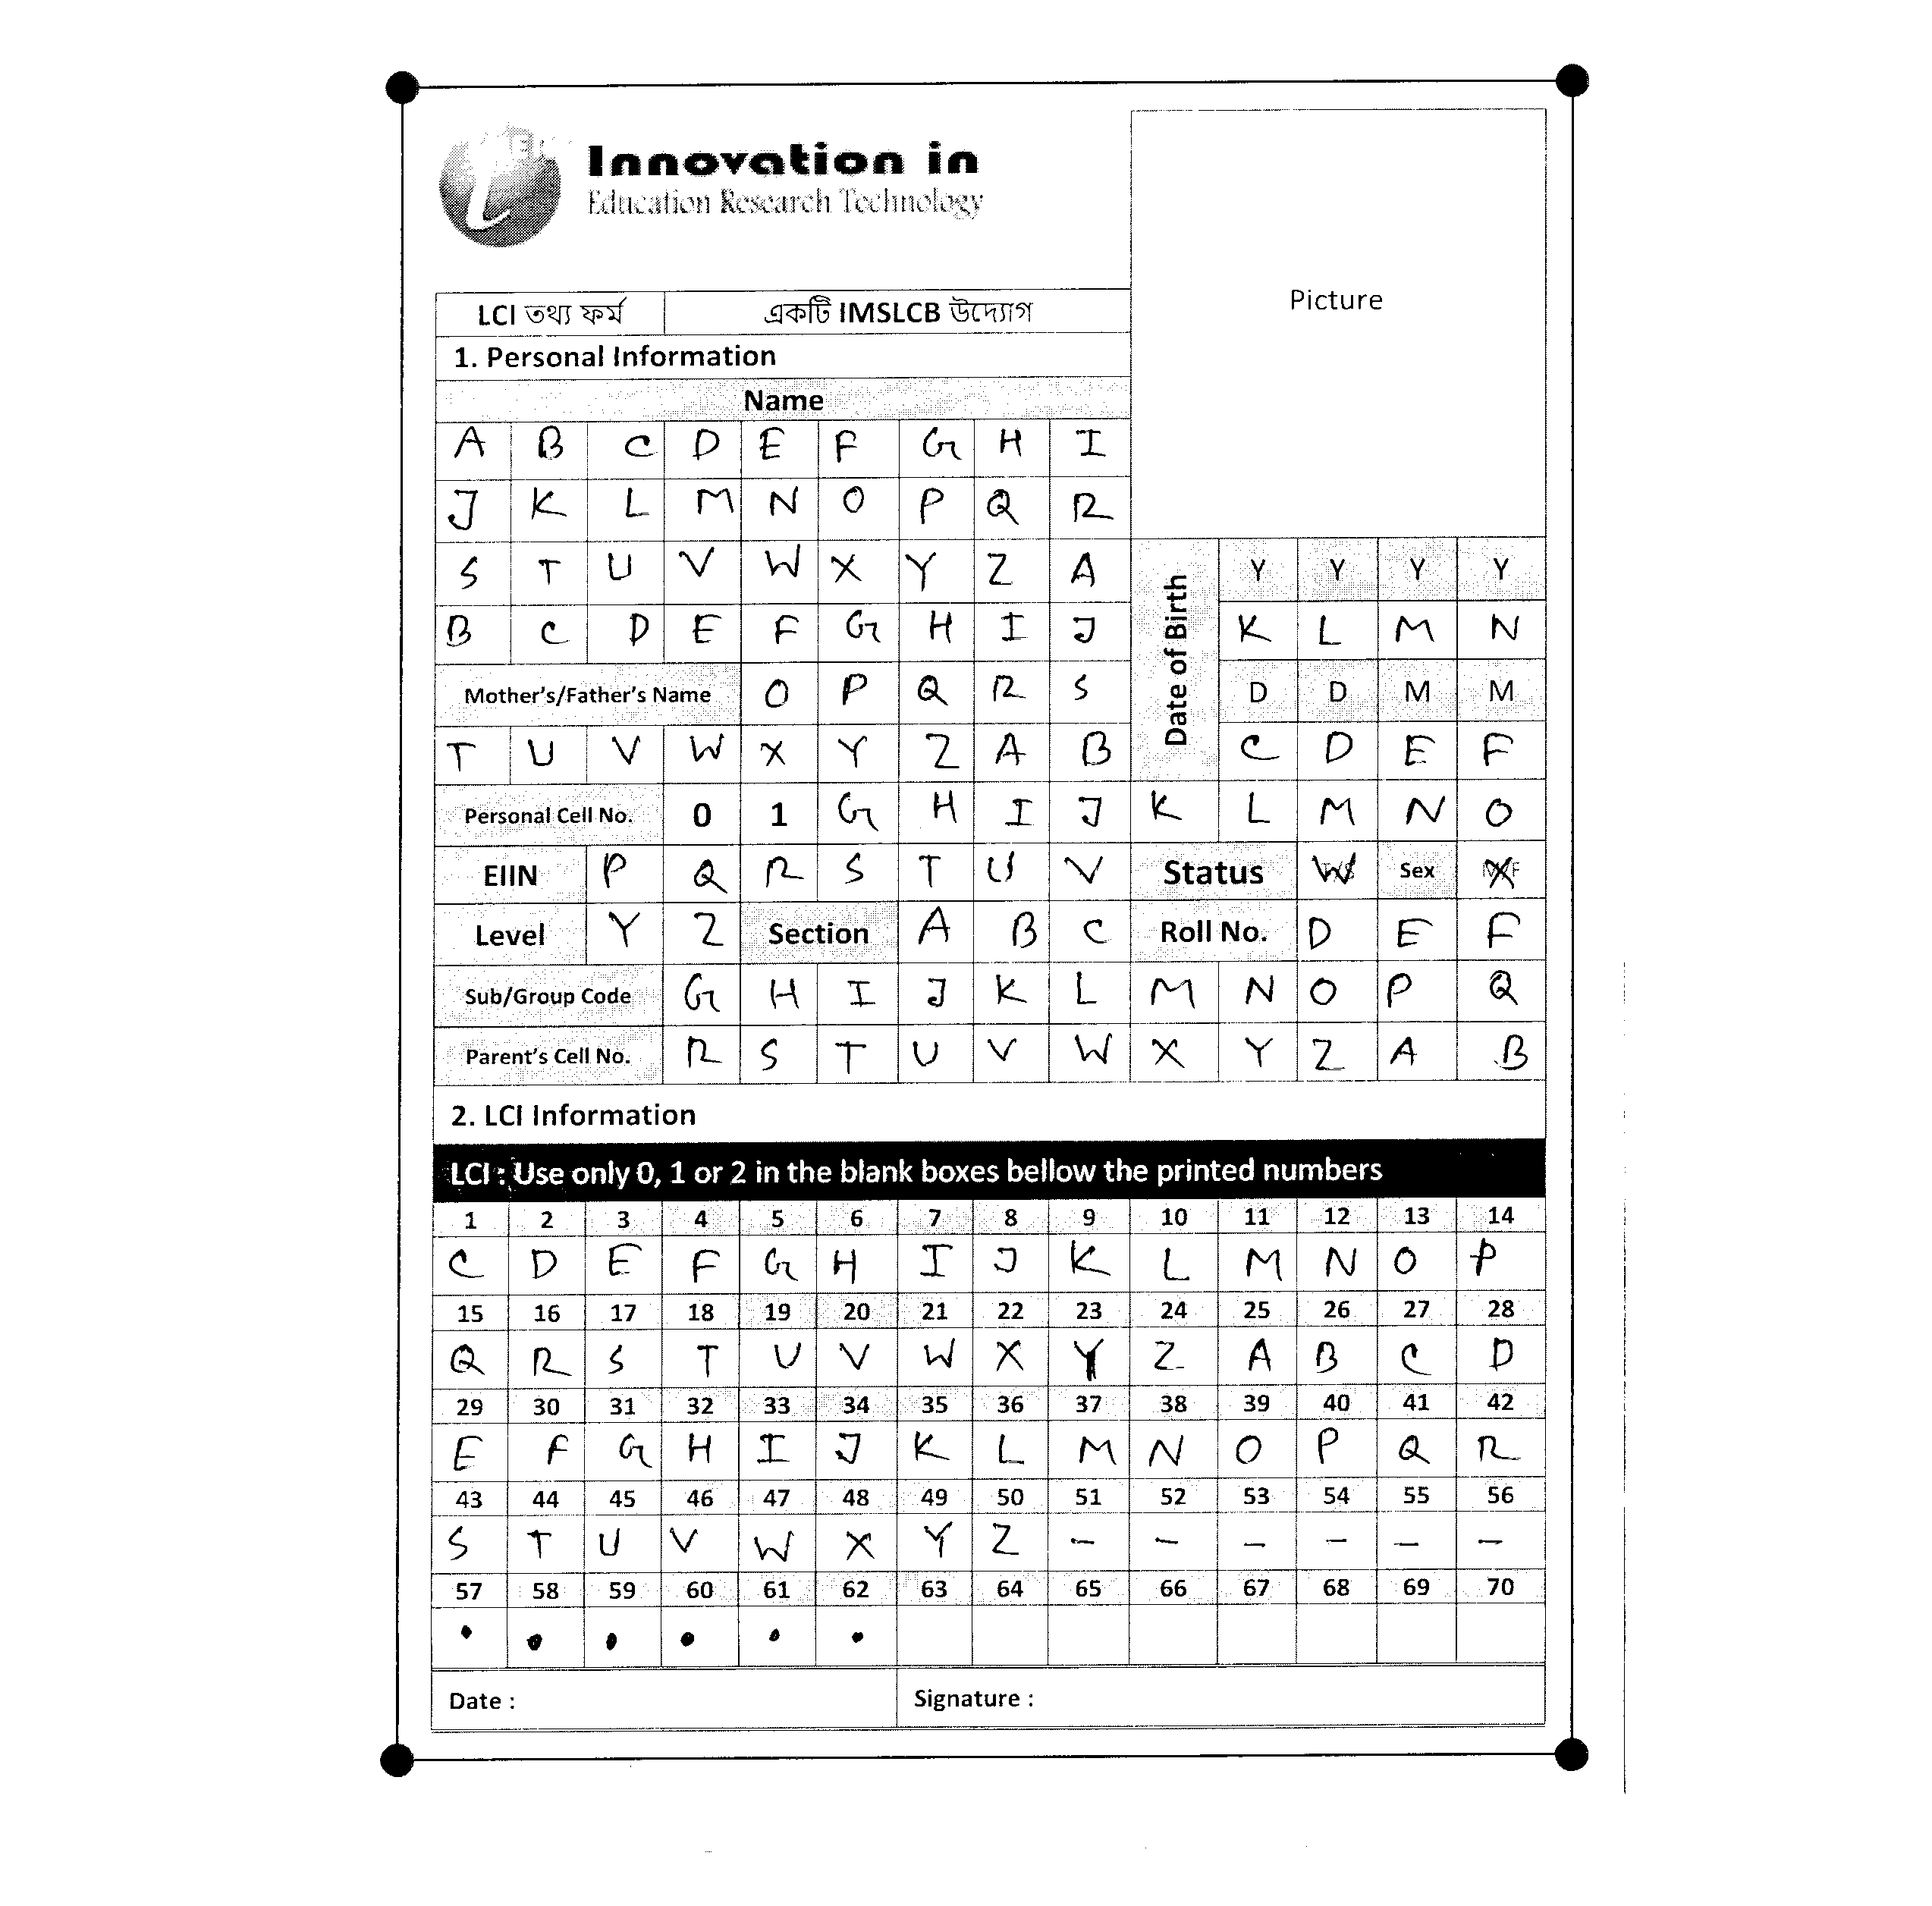 Innovation in
Education Research Technology
Picture
LCI তথ্য ফর্ম একটি IMSLCB উদ্যোগ
1. Personal Information
Name
A B C D E F G H I
J K L M N O P Q R
S T U V W X Y Z A
B C D E F G H I J
Date of Birth
Y Y Y Y
K L M N
D D M M
C D E F
Mother's/Father's Name O P Q R S
T U V W X Y Z A B
Personal Cell No. 0 1 G H I J K L M N O
EIIN P Q R S T U V Status W Sex X
Level Y Z Section A B C Roll No. D E F
Sub/Group Code G H I J K L M N O P Q
Parent's Cell No. R S T U V W X Y Z A B
2. LCI Information
LCI : Use only 0, 1 or 2 in the blank boxes bellow the printed numbers
1 2 3 4 5 6 7 8 9 10 11 12 13 14
C D E F G H I J K L M N O P
15 16 17 18 19 20 21 22 23 24 25 26 27 28
Q R S T U V W X Y Z A B C D
29 30 31 32 33 34 35 36 37 38 39 40 41 42
E F G H I J K L M N O P Q R
43 44 45 46 47 48 49 50 51 52 53 54 55 56
S T U V W X Y Z - - - - - -
57 58 59 60 61 62 63 64 65 66 67 68 69 70
. . . . . .
Date : Signature :